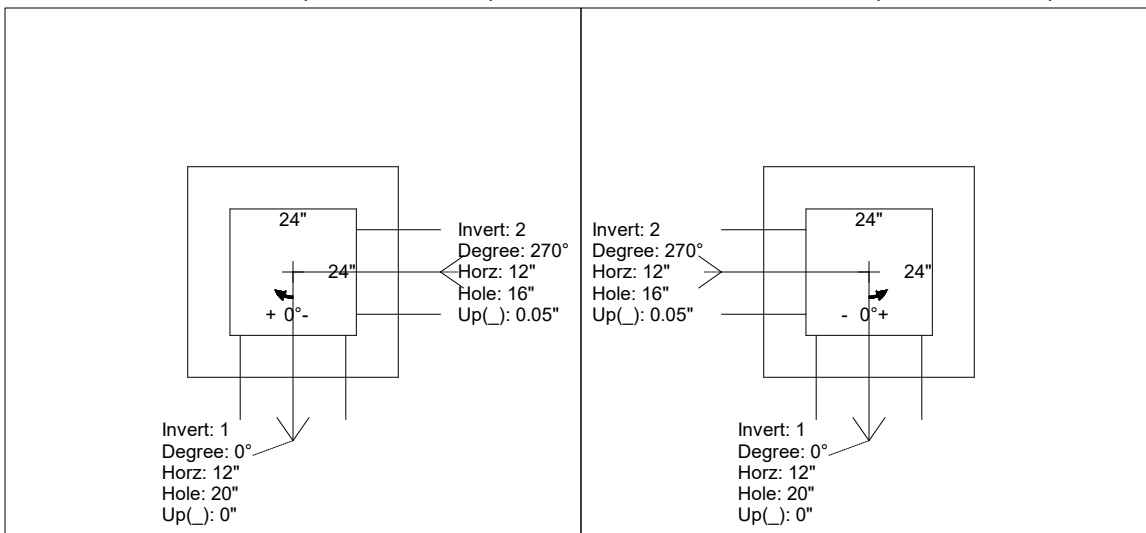 24"
24"
+ 0°-
Invert: 2
Degree: 270°
Horz: 12"
Hole: 16"
Up(_): 0.05"
Invert: 1
Degree: 0°
Horz: 12"
Hole: 20"
Up(_): 0"
Invert: 2
Degree: 270°
Horz: 12"
Hole: 16"
Up(_): 0.05"
24"
24"
- 0°+
Invert: 1
Degree: 0°
Horz: 12"
Hole: 20"
Up(_): 0"